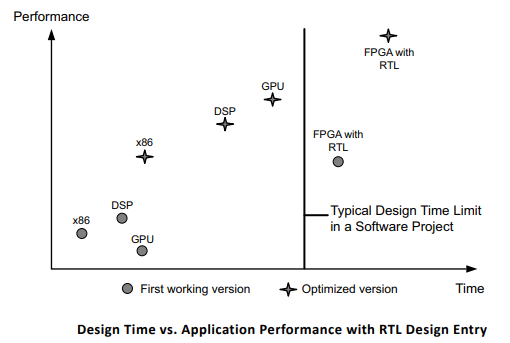 Performance
FPGA with
RTL
GPU
DSP
FPGA with
RTL
x86
Typical Design Time Limit
in a Software Project
DSP
x86
GPU
First working version
Optimized version
Time
Design Time vs. Application Performance with RTL Design Entry